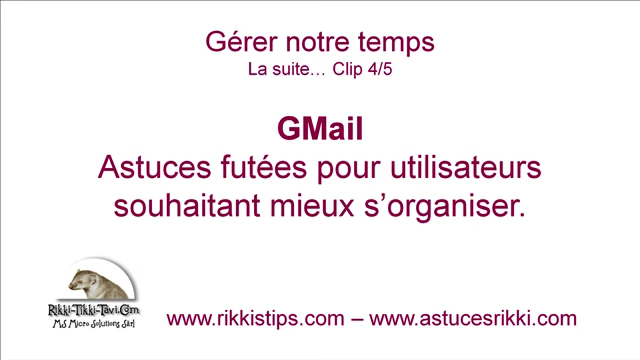 Gérer notre temps
La suite… Clip 4/5
GMail
Astuces futées pour utilisateurs
souhaitant mieux s’organiser.
Rikki-Tikki-Tavi.Com
MS Micro Solutions Sàrl
www.rikkistips.com – www.astucesrikki.com